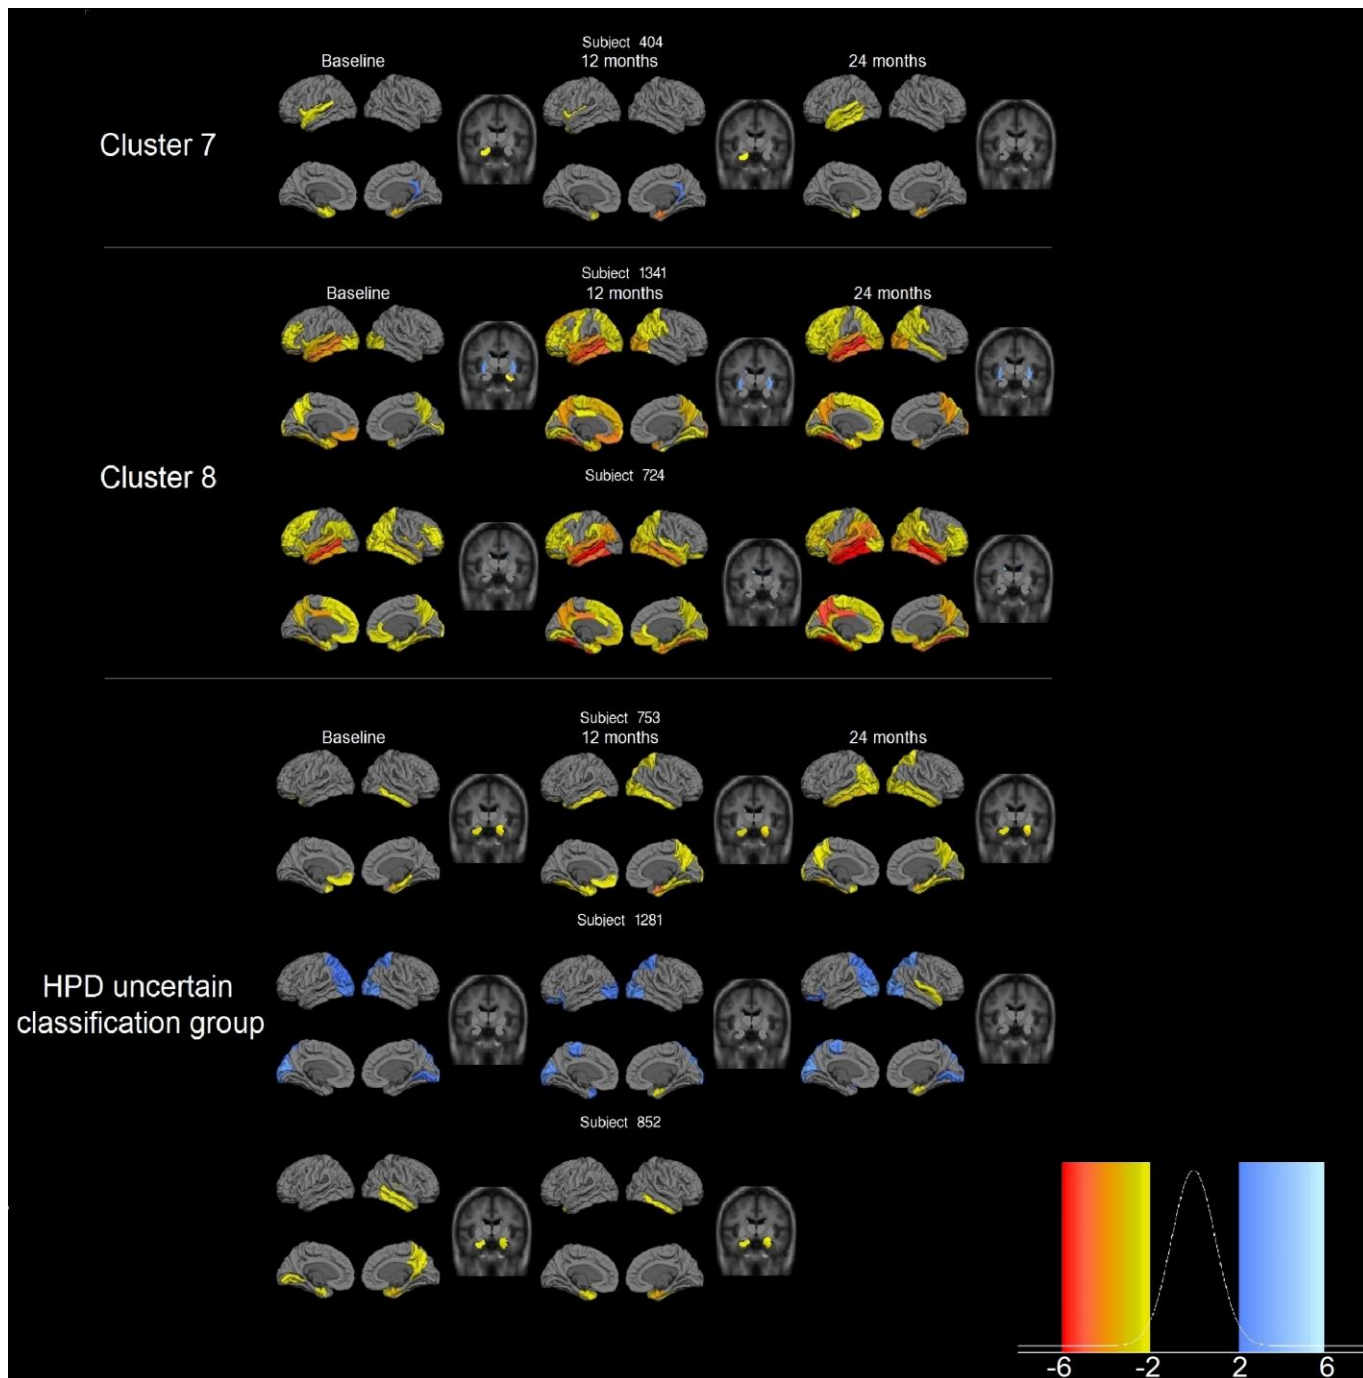 Subject 404
Baseline
12 months
24 months
Cluster 7
Subject 1341
Baseline
12 months
24 months
Cluster 8
Subject 724
Subject 753
Baseline
12 months
24 months
Subject 1281
HPD uncertain
classification group
Subject 852
-6
-2
2
6